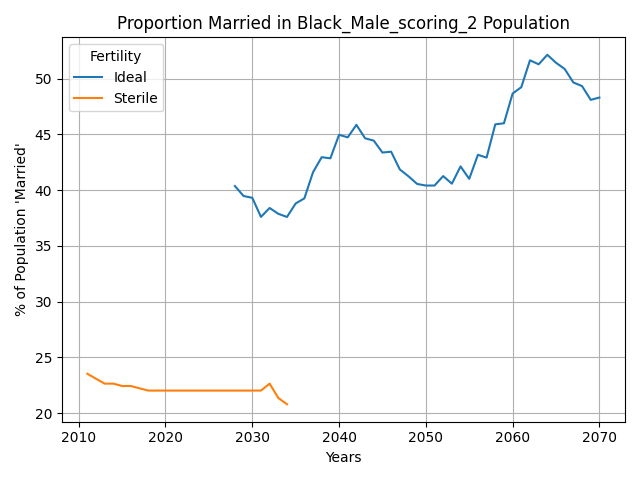 Proportion Married in Black_Male_scoring_2 Population
Fertility
Ideal
Sterile
% of Population 'Married'
50
45
40
35
30
25
20
2010 2020 2030 2040 2050 2060 2070
Years